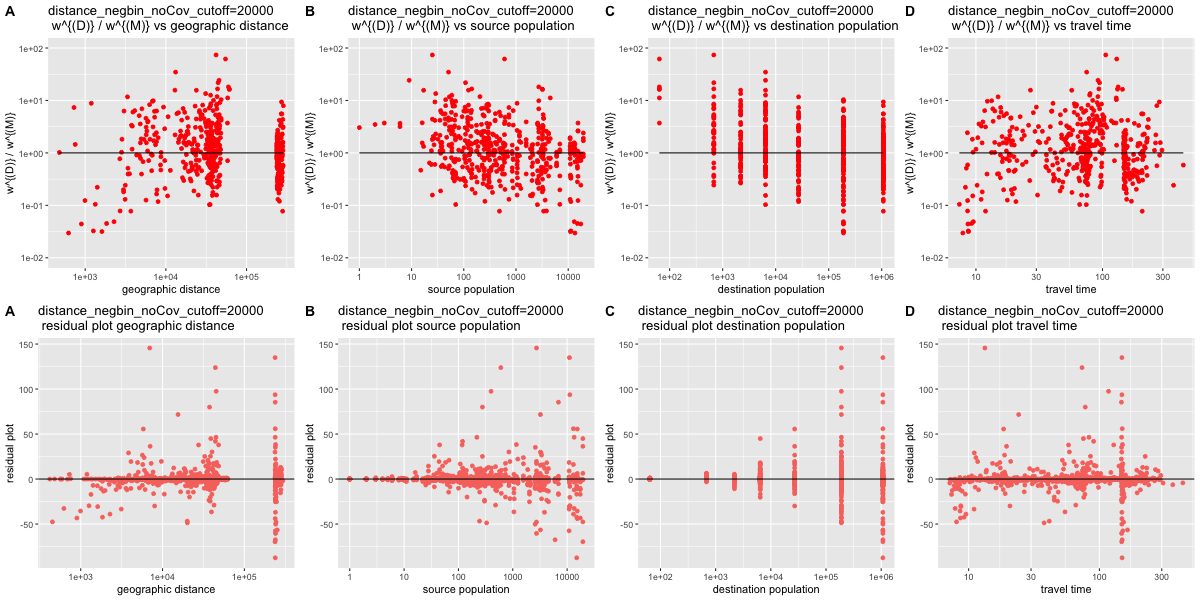 A
distance_negbin_noCov_cutoff=20000
w^{(D)} / w^{(M)} vs geographic distance
1e+02
1e+01
1e+00
1e-01
1e-02
w^{(D)} / w^{(M)}
1e+03
1e+04
1e+05
geographic distance
B
distance_negbin_noCov_cutoff=20000
w^{(D)} / w^{(M)} vs source population
1e+02
1e+01
1e+00
1e-01
1e-02
w^{(D)} / w^{(M)}
1
10
100
1000
10000
source population
C
distance_negbin_noCov_cutoff=20000
w^{(D)} / w^{(M)} vs destination population
1e+02
1e+01
1e+00
1e-01
1e-02
w^{(D)} / w^{(M)}
1e+02
1e+03
1e+04
1e+05
1e+06
destination population
D
distance_negbin_noCov_cutoff=20000
w^{(D)} / w^{(M)} vs travel time
1e+02
1e+01
1e+00
1e-01
1e-02
w^{(D)} / w^{(M)}
10
30
100
300
travel time
A
distance_negbin_noCov_cutoff=20000
residual plot geographic distance
150
100
50
0
-50
residual plot
1e+03
1e+04
1e+05
geographic distance
B
distance_negbin_noCov_cutoff=20000
residual plot source population
150
100
50
0
-50
residual plot
1
10
100
1000
10000
source population
C
distance_negbin_noCov_cutoff=20000
residual plot destination population
150
100
50
0
-50
residual plot
1e+02
1e+03
1e+04
1e+05
1e+06
destination population
D
distance_negbin_noCov_cutoff=20000
residual plot travel time
150
100
50
0
-50
residual plot
10
30
100
300
travel time